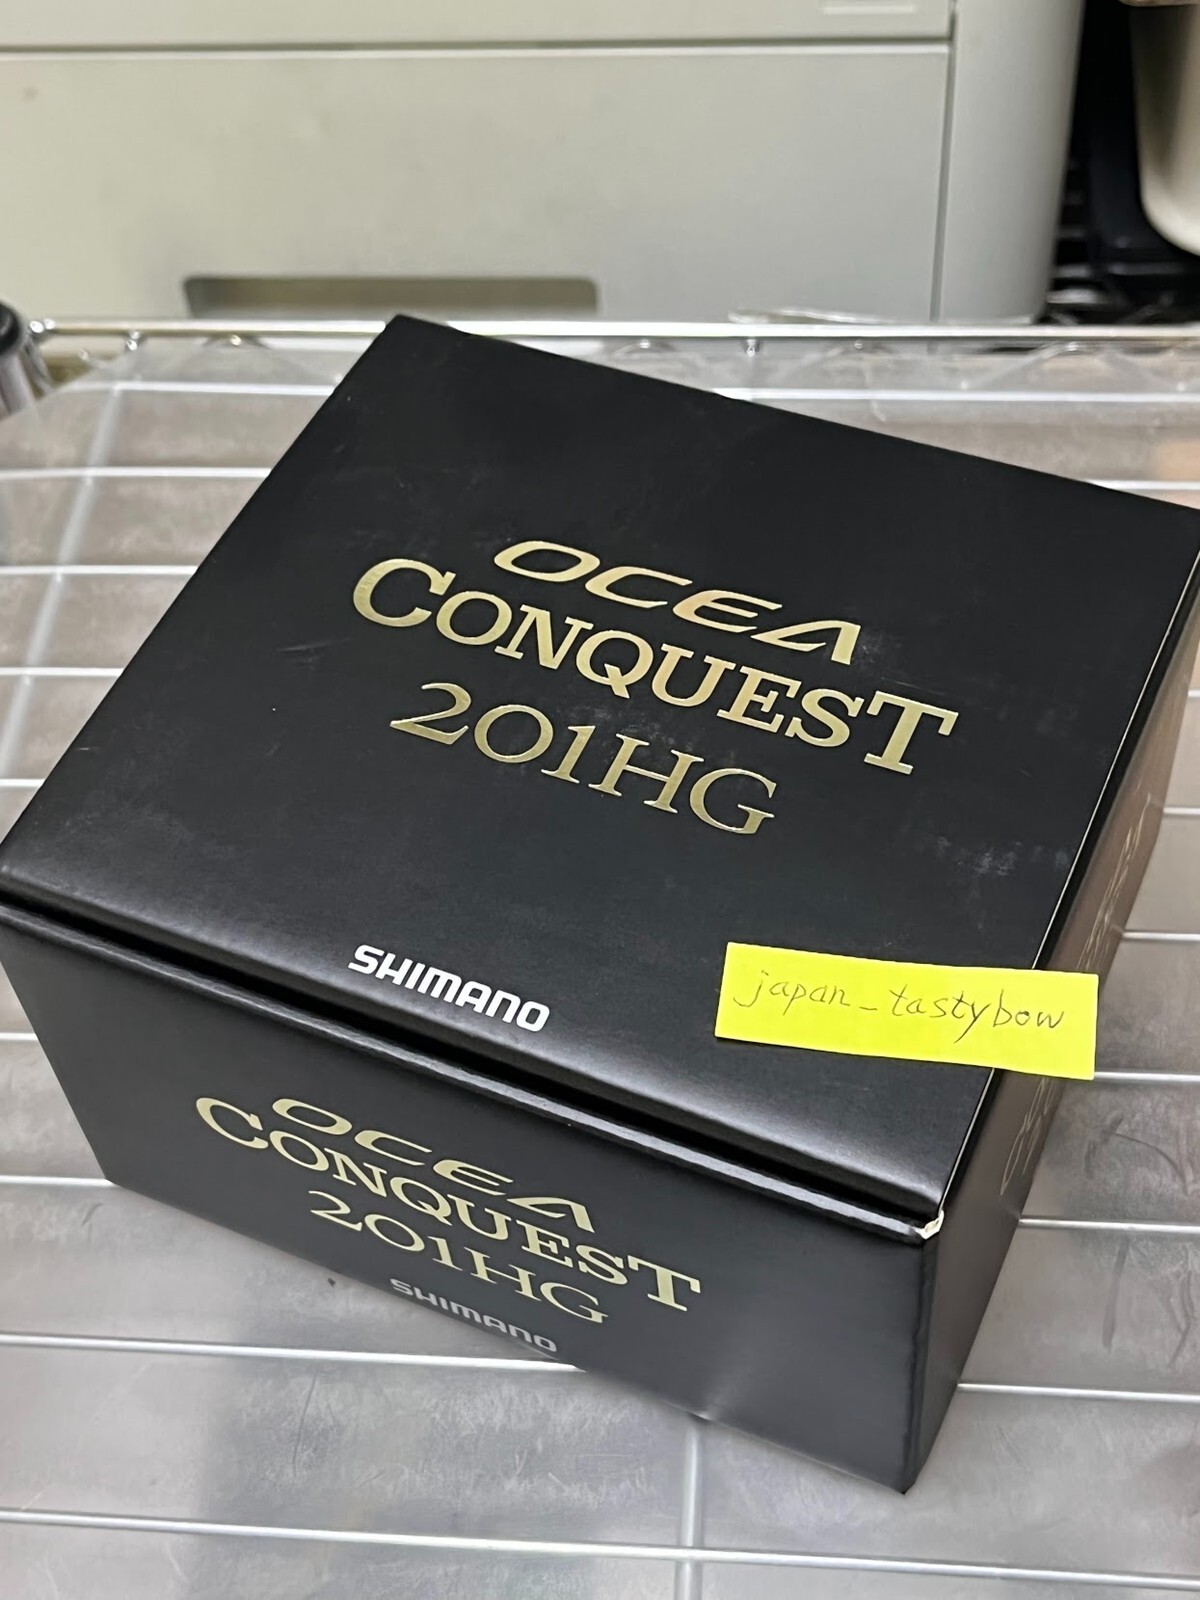 OCEA
CONQUEST
201HG
SHIMANO
japan_tastybow
OCEA
CONQUEST
201HG
SHIMANO